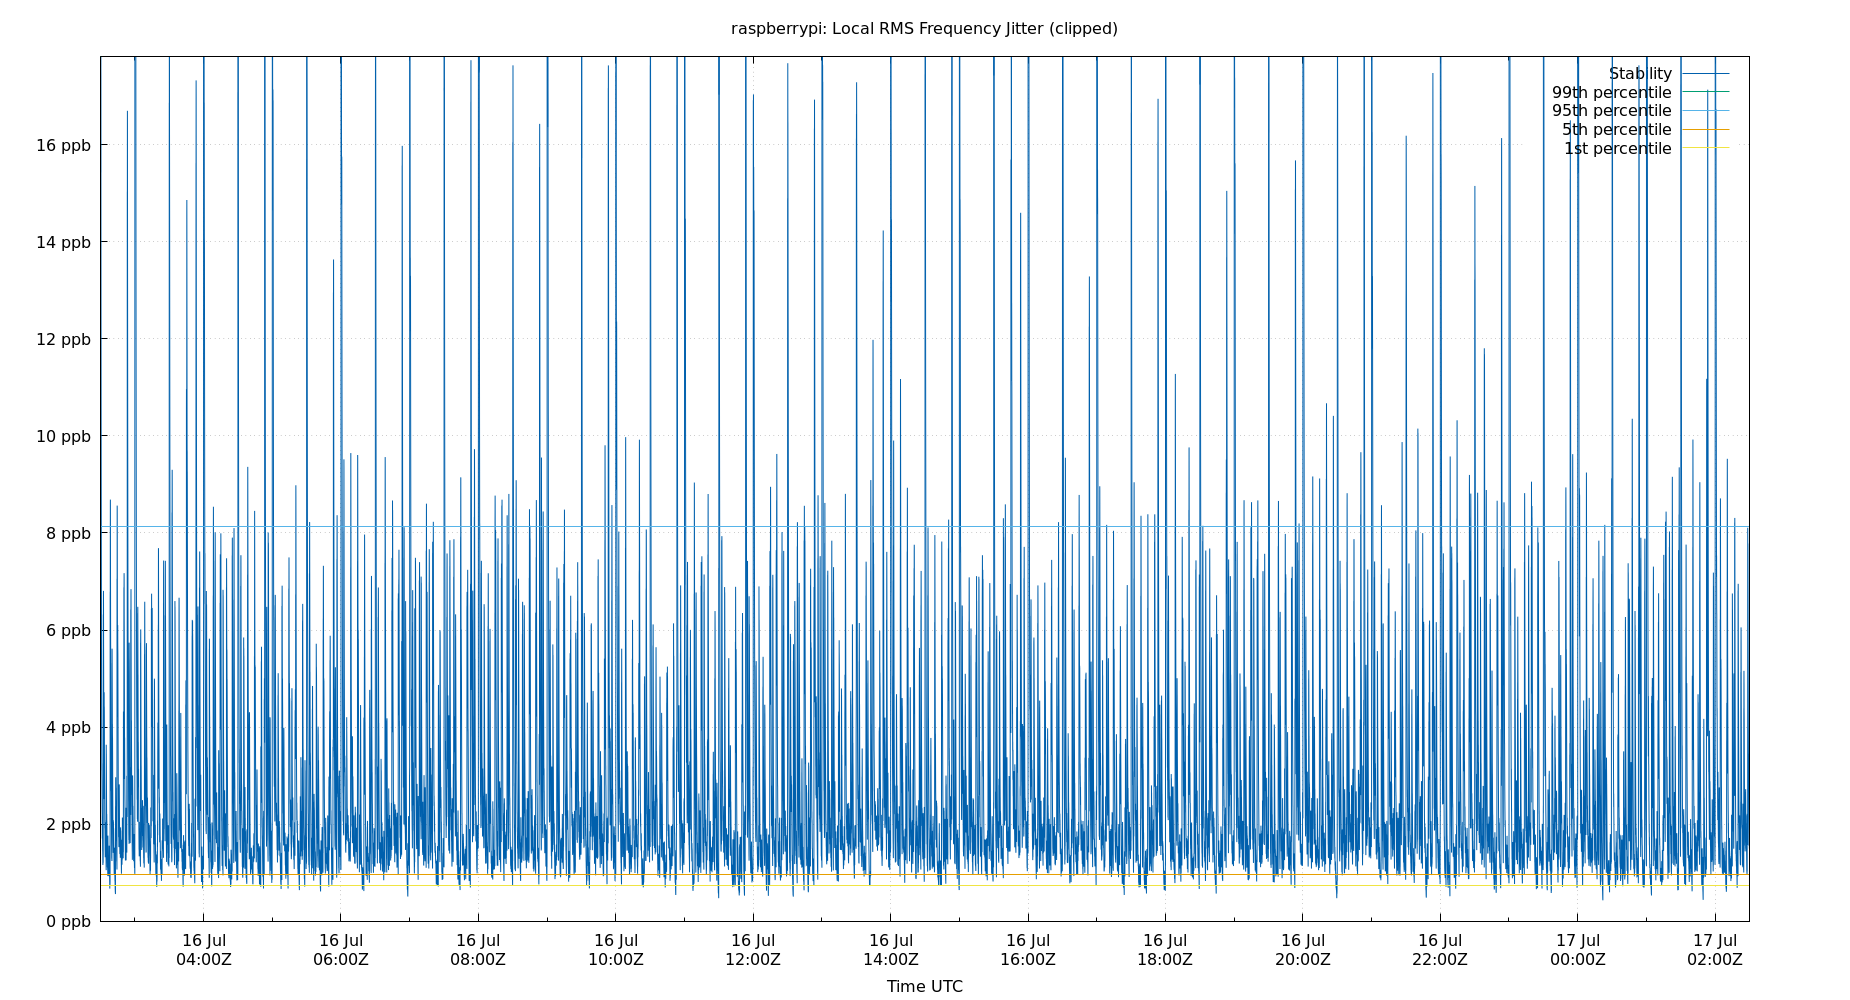 raspberrypi: Local RMS Frequency Jitter (clipped)
Stability
99th percentile
95th percentile
5th percentile
1st percentile
16 ppb
14 ppb
12 ppb
10 ppb
8 ppb
6 ppb
4 ppb
2 ppb
0 ppb
16 Jul 16 Jul 16 Jul 16 Jul 16 Jul 16 Jul 16 Jul 16 Jul 16 Jul 16 Jul 17 Jul 17 Jul
04:00Z 06:00Z 08:00Z 10:00Z 12:00Z 14:00Z 16:00Z 18:00Z 20:00Z 22:00Z 00:00Z 02:00Z
Time UTC